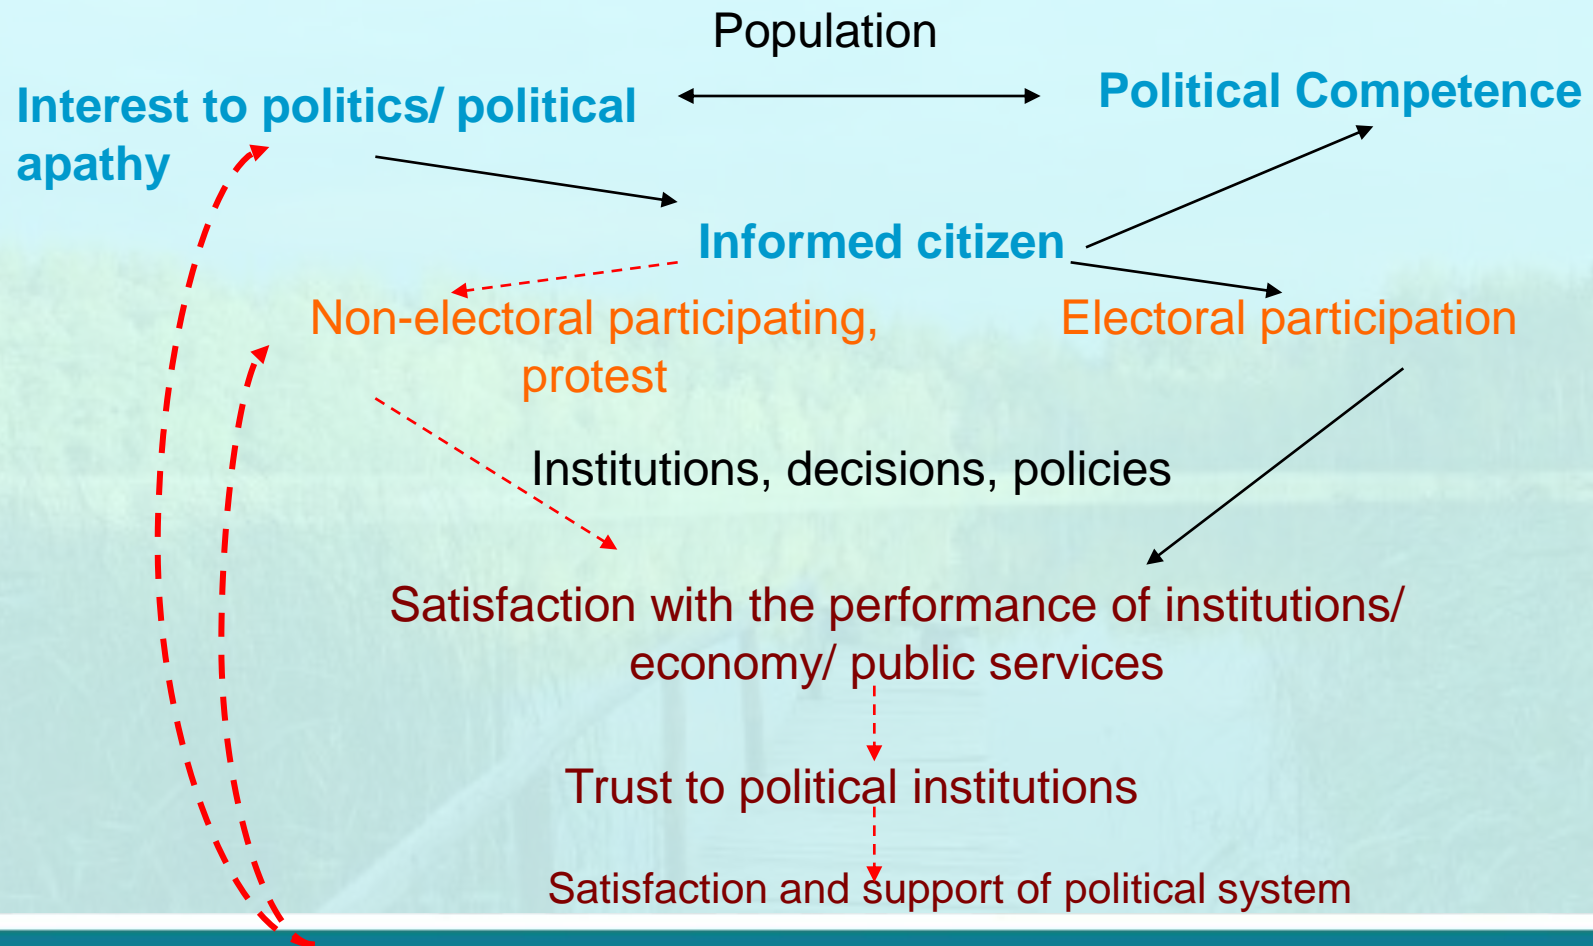 Population
Interest to politics/ political
apathy
Political Competence
Informed citizen
Non-electoral participating,
protest
Electoral participation
Institutions, decisions, policies
Satisfaction with the performance of institutions/
economy/ public services
Trust to political institutions
Satisfaction and support of political system